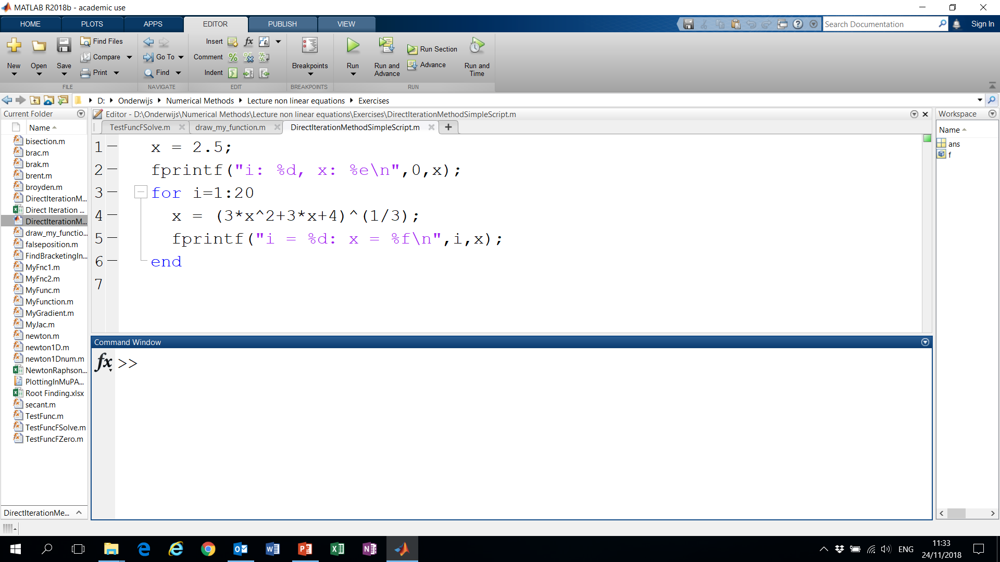 MATLAB R2018b - academic use
HOME PLOTS APPS EDITOR PUBLISH VIEW
Search Documentation
Sign In
New Open Save Find Files Compare Print
Go To Find
Insert Comment Indent
Breakpoints
Run Run and Advance Run Section Advance Run and Time
FILE NAVIGATE EDIT BREAKPOINTS RUN
D: Onderwijs Numerical Methods Lecture non linear equations Exercises
Current Folder
Name
bisection.m
brac.m
brak.m
brent.m
broyden.m
DirectIterationM...
Direct Iteration ...
DirectIterationM...
draw_my_functio...
falseposition.m
FindBracketingIn...
MyFnc1.m
MyFnc2.m
MyFunc.m
MyFunction.m
MyGradient.m
MyJac.m
newton.m
newton1D.m
newton1Dnum.m
NewtonRaphson...
PlottingInMuPA...
Root Finding.xlsx
secant.m
TestFunc.m
TestFuncFSolve.m
TestFuncFZero.m
DirectIterationMe...
Editor - D:\Onderwijs\Numerical Methods\Lecture non linear equations\Exercises\DirectIterationMethodSimpleScript.m
TestFuncFSolve.m draw_my_function.m DirectIterationMethodSimpleScript.m +
1 x = 2.5;
2 fprintf("i: %d, x: %e\n",0,x);
3 for i=1:20
4 x = (3*x^2+3*x+4)^(1/3);
5 fprintf("i = %d: x = %f\n",i,x);
6 end
7
Command Window
fx >>
Workspace
Name
ans
f
ENG
11:33
24/11/2018